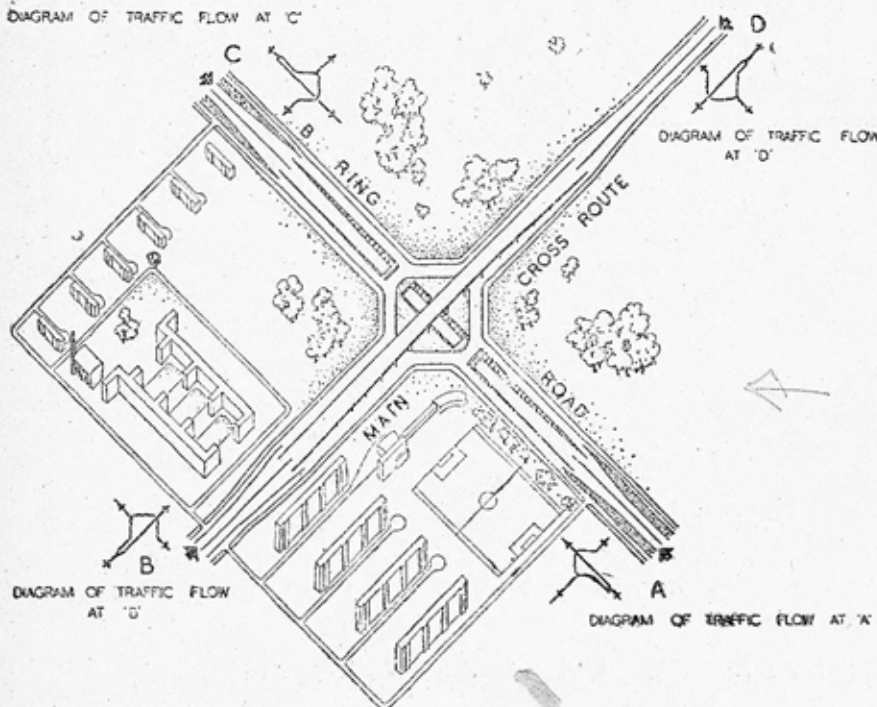 DIAGRAM OF TRAFFIC FLOW AT 'C'
C
D
B
RING
DIAGRAM OF TRAFFIC FLOW
AT 'D'
CROSS ROUTE
MAIN
ROAD
B
DIAGRAM OF TRAFFIC FLOW
AT 'B'
A
DIAGRAM OF TRAFFIC FLOW AT 'A'